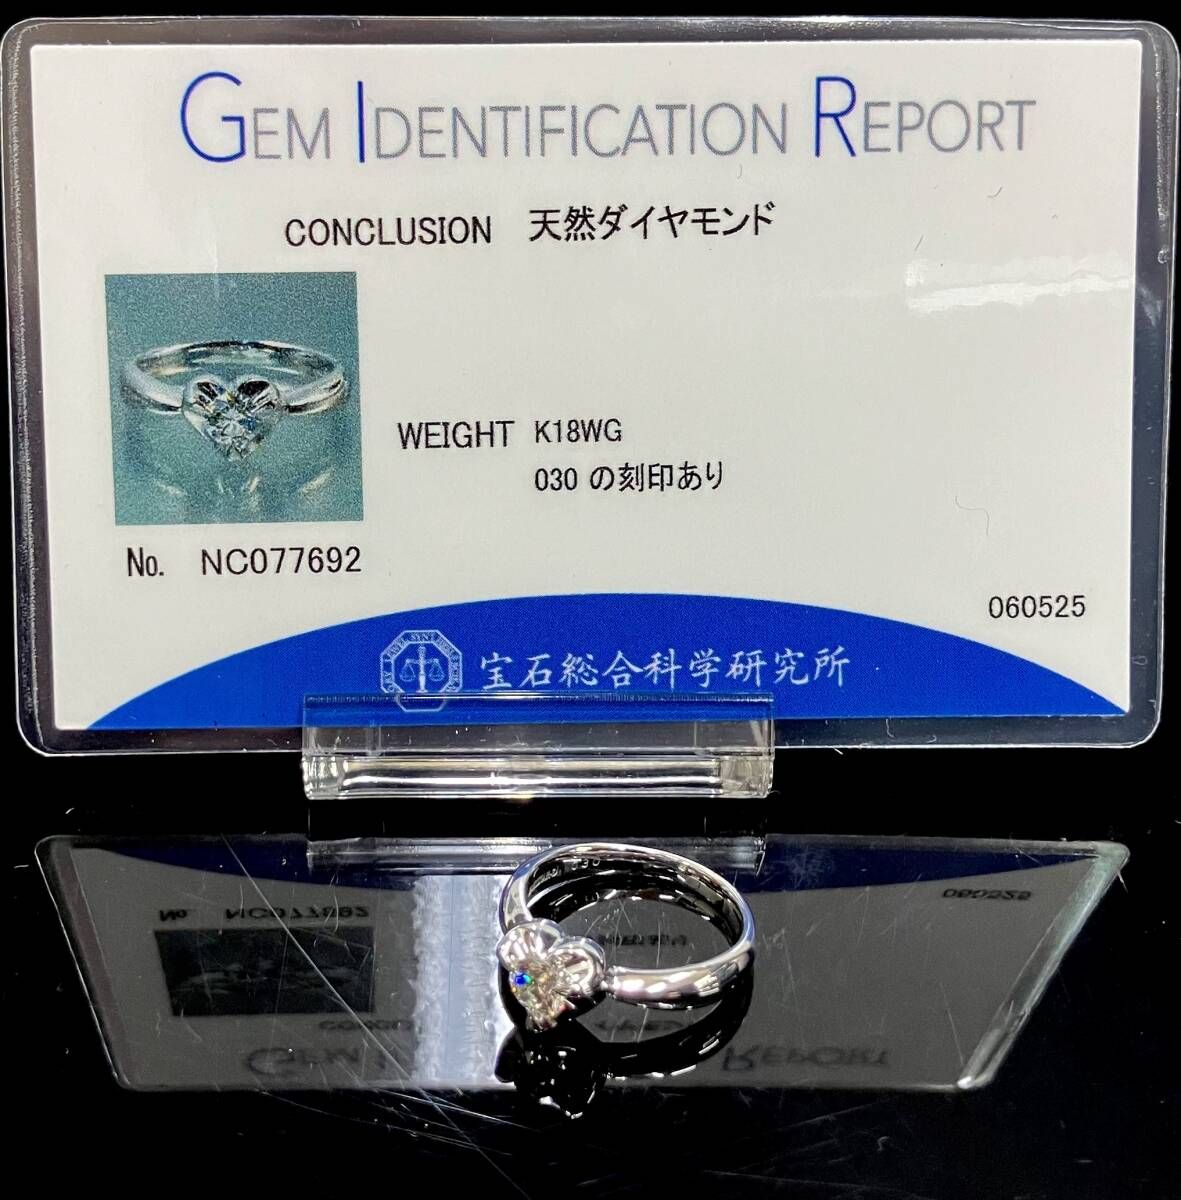 GEM IDENTIFICATION REPORT
CONCLUSION 天然ダイヤモンド
WEIGHT K18WG
030 の刻印あり
No. NC077692
060525
宝石総合科学研究所
030